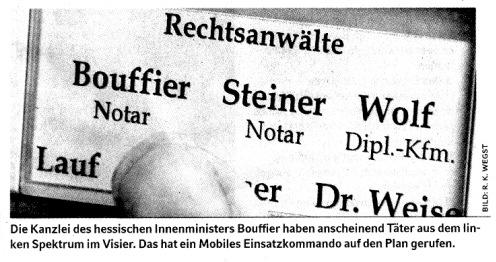 Rechtsanwälte
Bouffier Steiner Wolf
Notar Notar Dipl.-Kfm.
Lauf er Dr. Weise
BILD: R. K. WEGST
Die Kanzlei des hessischen Innenministers Bouffier haben anscheinend Täter aus dem lin-
ken Spektrum im Visier. Das hat ein Mobiles Einsatzkommando auf den Plan gerufen.